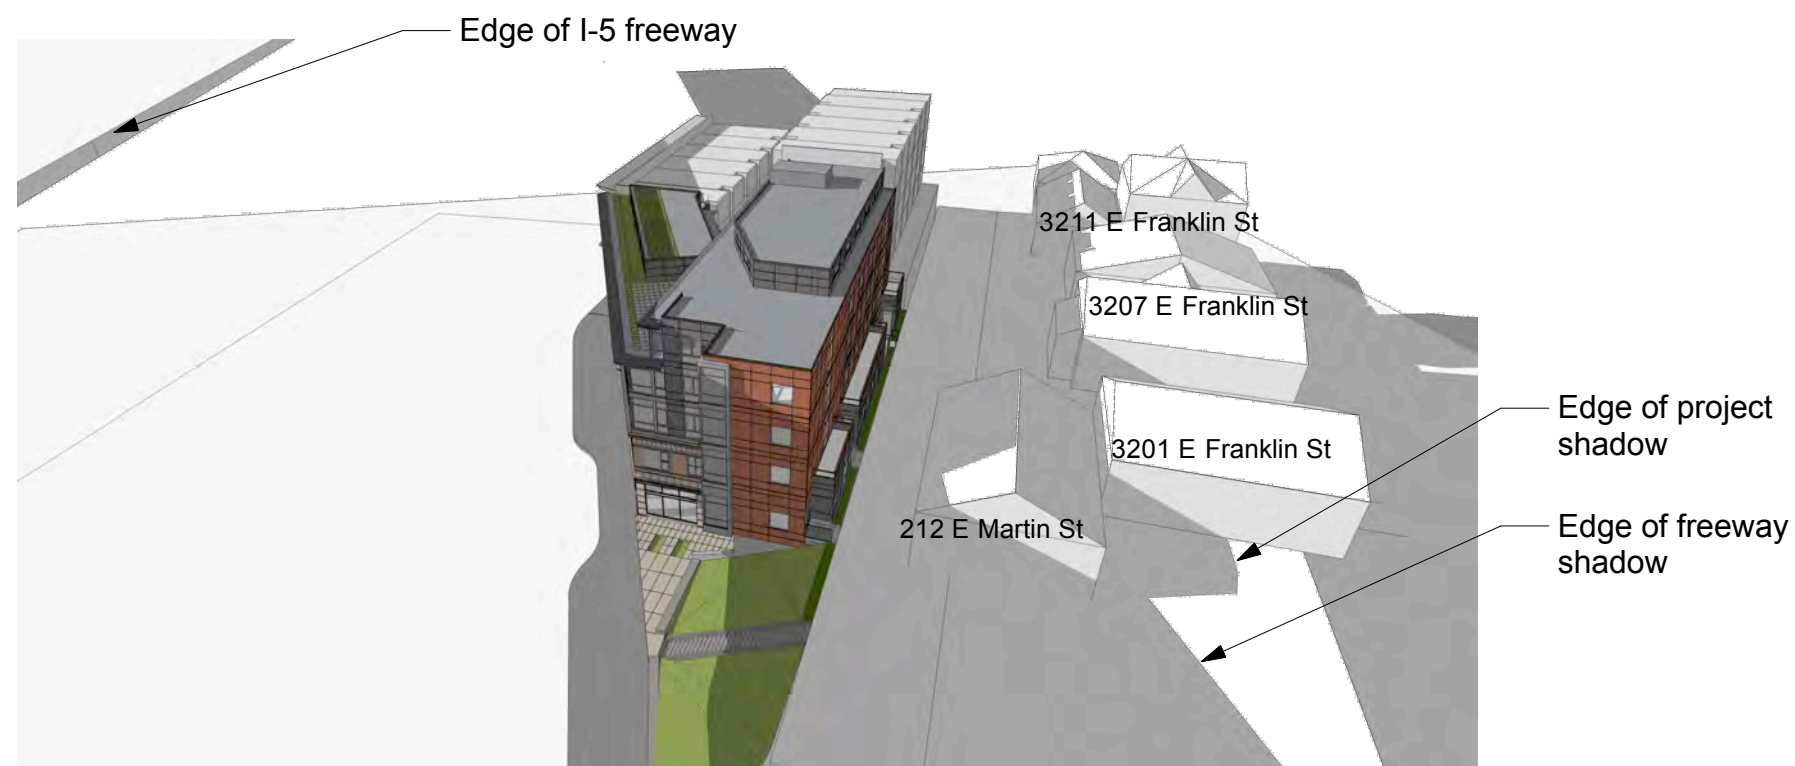 Edge of I-5 freeway
3211 E Franklin St
3207 E Franklin St
Edge of project
shadow
3201 E Franklin St
212 E Martin St
Edge of freeway
shadow